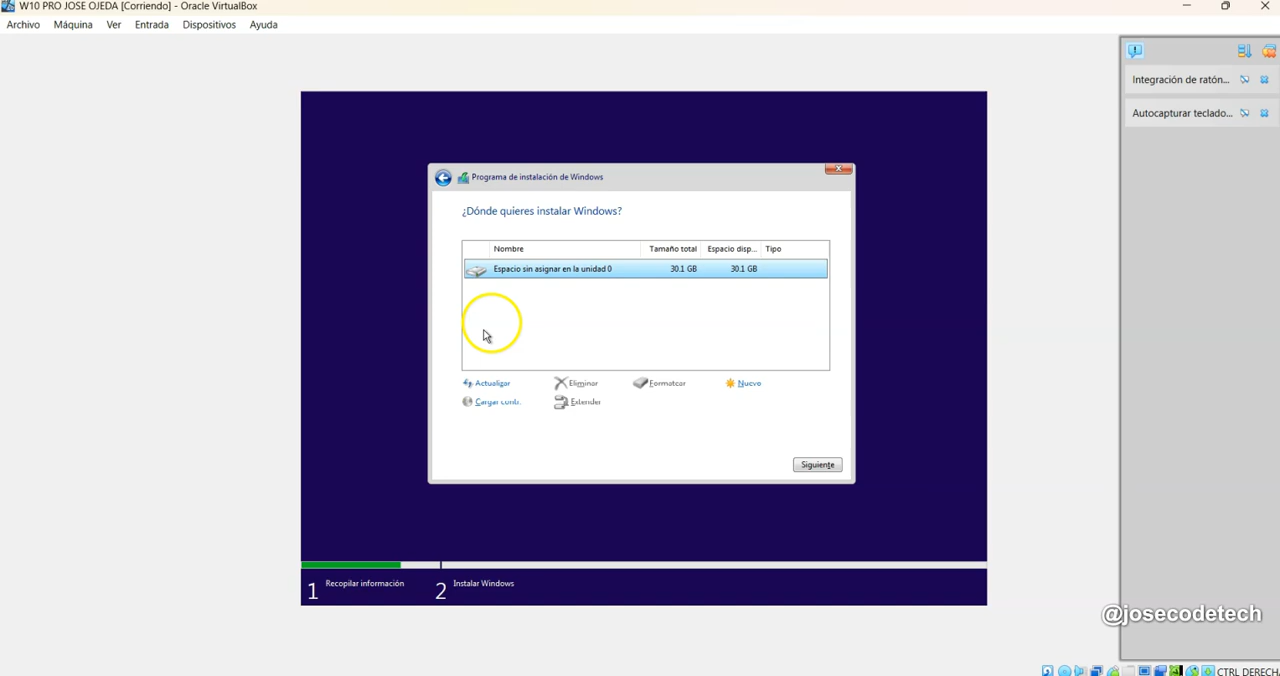 W10 PRO JOSE OJEDA [Corriendo] - Oracle VirtualBox
Archivo Máquina Ver Entrada Dispositivos Ayuda
Integración de ratón...
Autocapturar teclado...
Programa de instalación de Windows
¿Dónde quieres instalar Windows?
Nombre Tamaño total Espacio disp... Tipo
Espacio sin asignar en la unidad 0 30.1 GB 30.1 GB
Actualizar Eliminar Formatear Nuevo
Cargar contr. Extender
Siguiente
1 Recopilar información 2 Instalar Windows
@josecodetech
CTRL DERECH